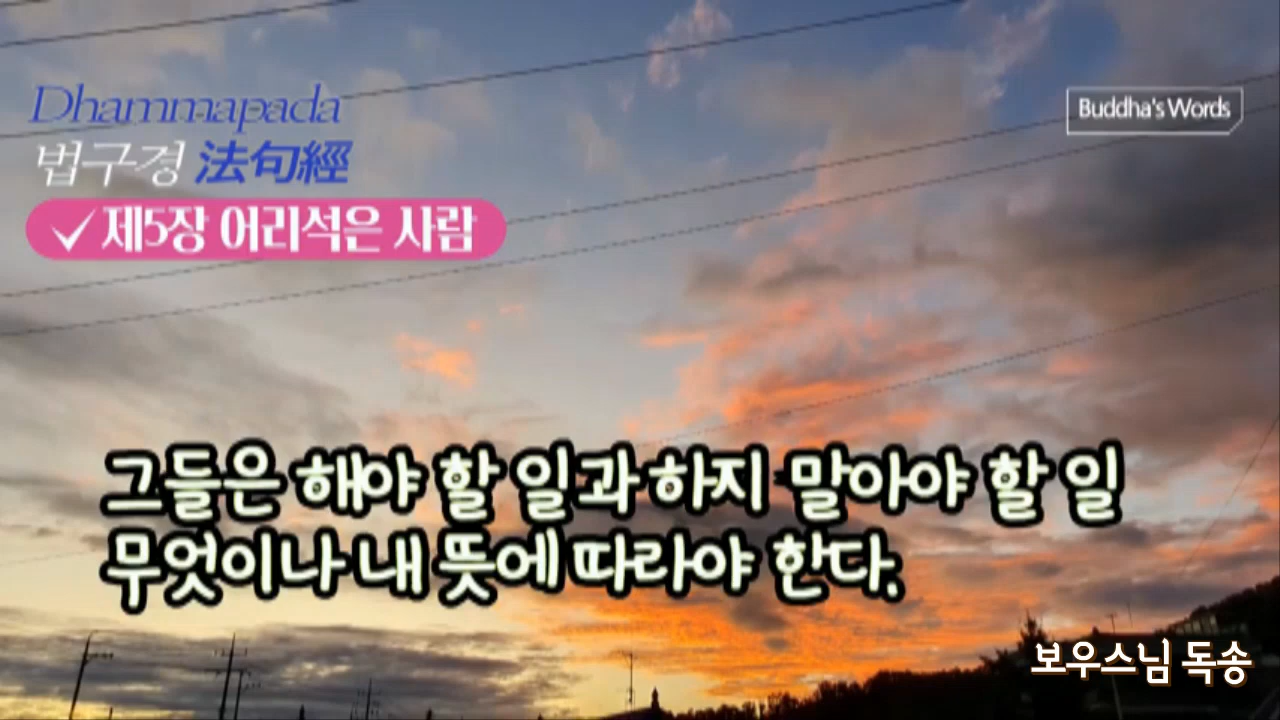 Dhammapada
법구경 法句經
제5장 어리석은 사람
Buddha's Words
그들은 해야 할 일과 하지 말아야 할 일
무엇이나 내 뜻에 따라야 한다.
보우스님 독송